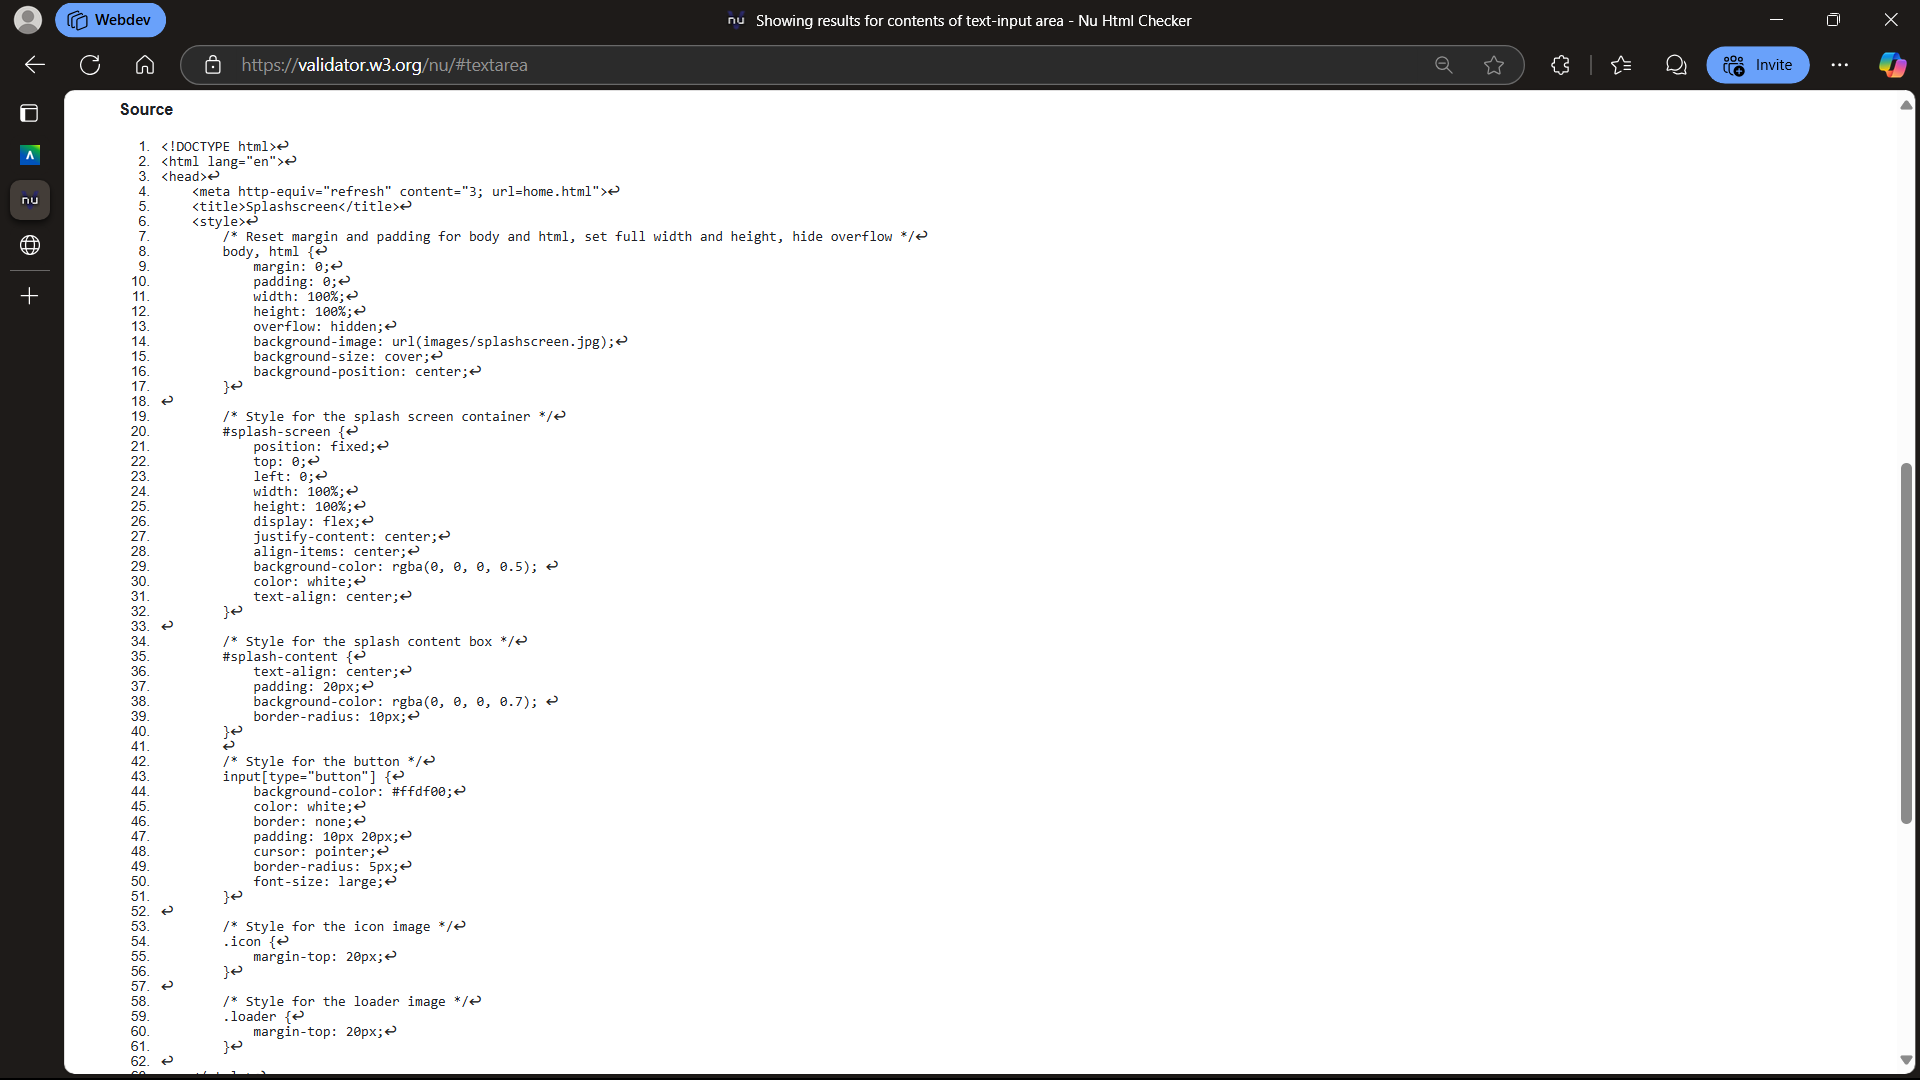 Webdev
nu Showing results for contents of text-input area - Nu Html Checker
https://validator.w3.org/nu/#textarea
Invite
nu
Source
1. <!DOCTYPE html>↩
2. <html lang="en">↩
3. <head>↩
4.     <meta http-equiv="refresh" content="3; url=home.html">↩
5.     <title>Splashscreen</title>↩
6.     <style>↩
7.         /* Reset margin and padding for body and html, set full width and height, hide overflow */↩
8.         body, html {↩
9.             margin: 0;↩
10.             padding: 0;↩
11.             width: 100%;↩
12.             height: 100%;↩
13.             overflow: hidden;↩
14.             background-image: url(images/splashscreen.jpg);↩
15.             background-size: cover;↩
16.             background-position: center;↩
17.         }↩
18. ↩
19.         /* Style for the splash screen container */↩
20.         #splash-screen {↩
21.             position: fixed;↩
22.             top: 0;↩
23.             left: 0;↩
24.             width: 100%;↩
25.             height: 100%;↩
26.             display: flex;↩
27.             justify-content: center;↩
28.             align-items: center;↩
29.             background-color: rgba(0, 0, 0, 0.5); ↩
30.             color: white;↩
31.             text-align: center;↩
32.         }↩
33. ↩
34.         /* Style for the splash content box */↩
35.         #splash-content {↩
36.             text-align: center;↩
37.             padding: 20px;↩
38.             background-color: rgba(0, 0, 0, 0.7); ↩
39.             border-radius: 10px;↩
40.         }↩
41.         ↩
42.         /* Style for the button */↩
43.         input[type="button"] {↩
44.             background-color: #ffdf00;↩
45.             color: white;↩
46.             border: none;↩
47.             padding: 10px 20px;↩
48.             cursor: pointer;↩
49.             border-radius: 5px;↩
50.             font-size: large;↩
51.         }↩
52. ↩
53.         /* Style for the icon image */↩
54.         .icon {↩
55.             margin-top: 20px;↩
56.         }↩
57. ↩
58.         /* Style for the loader image */↩
59.         .loader {↩
60.             margin-top: 20px;↩
61.         }↩
62. ↩